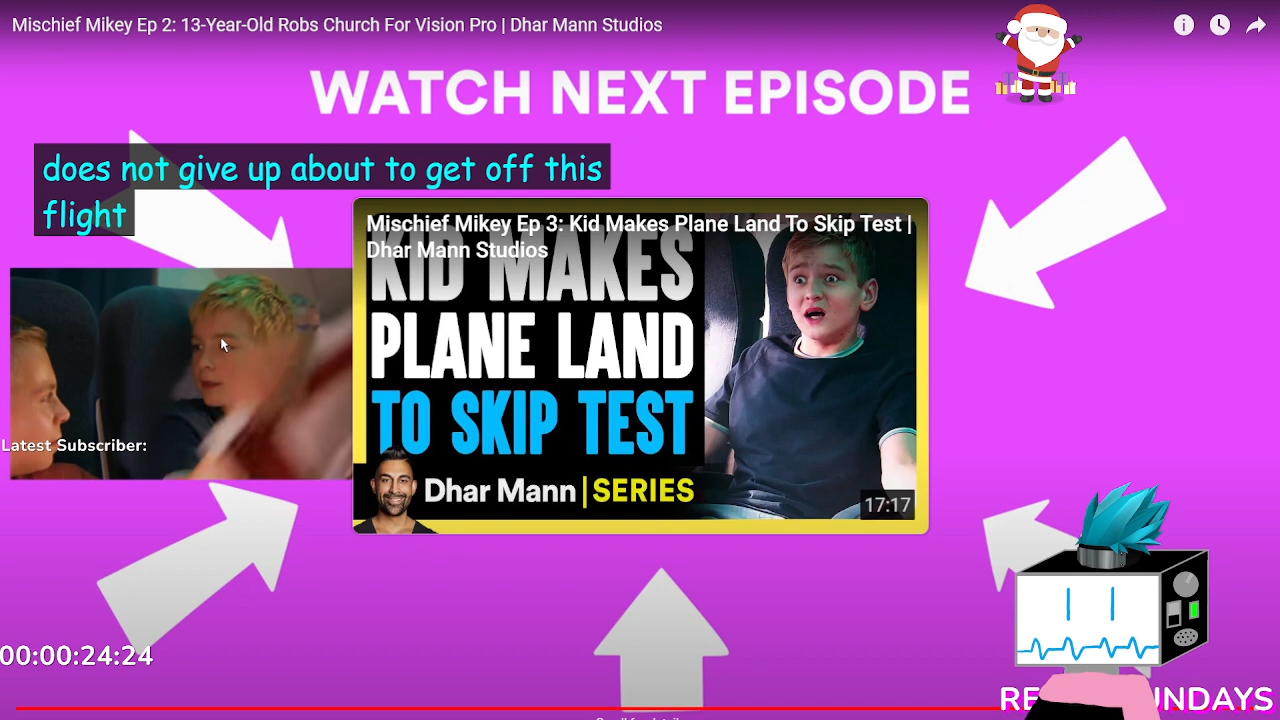 Mischief Mikey Ep 2: 13-Year-Old Robs Church For Vision Pro | Dhar Mann Studios
WATCH NEXT EPISODE
does not give up about to get off this
flight
Mischief Mikey Ep 3: Kid Makes Plane Land To Skip Test |
Dhar Mann Studios
KID MAKES
PLANE LAND
TO SKIP TEST
Dhar Mann | SERIES
17:17
Latest Subscriber:
00:00:24:24